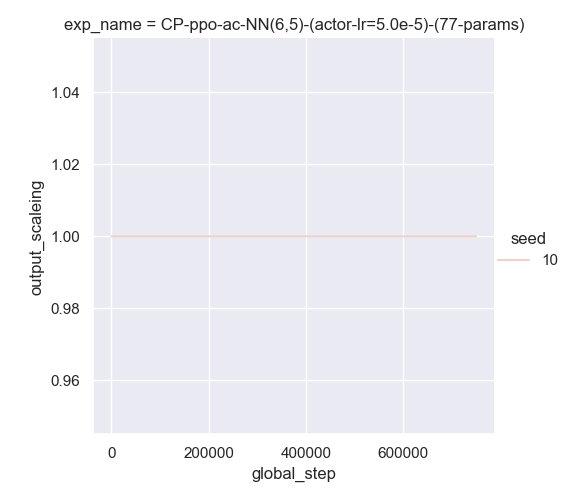 exp_name = CP-ppo-ac-NN(6,5)-(actor-lr=5.0e-5)-(77-params)
1.04
1.02
1.00
0.98
0.96
output_scaleing
0
200000
400000
600000
global_step
seed
10